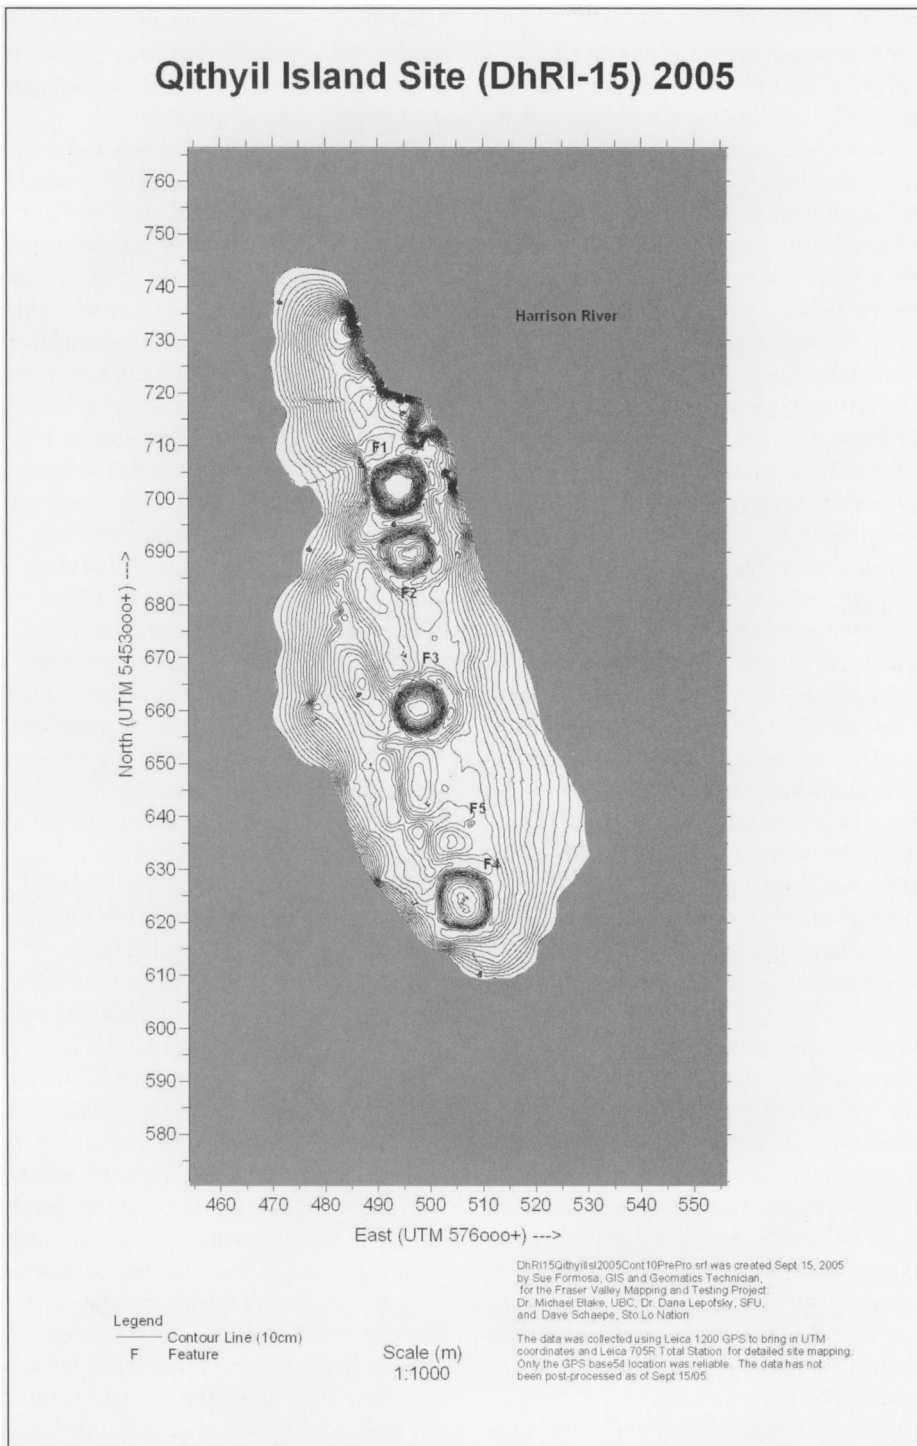 Qithyil Island Site (DhRI-15) 2005
760
750
740
730
720
710
700
690
680
670
660
650
640
630
620
610
600
590
580
North (UTM 5453ooo+) --->
Harrison River
F1
F2
F3
F5
F4
460 470 480 490 500 510 520 530 540 550
East (UTM 576ooo+) --->
DhRI15QithyilIsl2005Cont10PrePro.srf was created Sept 15, 2005
by Sue Formosa, GIS and Geomatics Technician,
for the Fraser Valley Mapping and Testing Project.
Dr. Michael Blake, UBC, Dr. Dana Lepofsky, SFU,
and Dave Schaepe, Sto:Lo Nation
The data was collected using Leica 1200 GPS to bring in UTM
coordinates and Leica 705R Total Station for detailed site mapping.
Only the GPS base54 location was reliable. The data has not
been post-processed as of Sept 15/05.
Legend
Contour Line (10cm)
F Feature
Scale (m)
1:1000